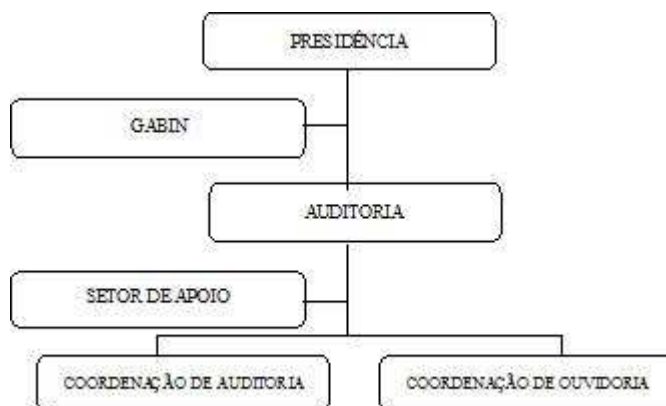 PRESIDÊNCIA
GABIN
AUDITORIA
SETOR DE APOIO
COORDENAÇÃO DE AUDITORIA
COORDENAÇÃO DE OUVIDORIA